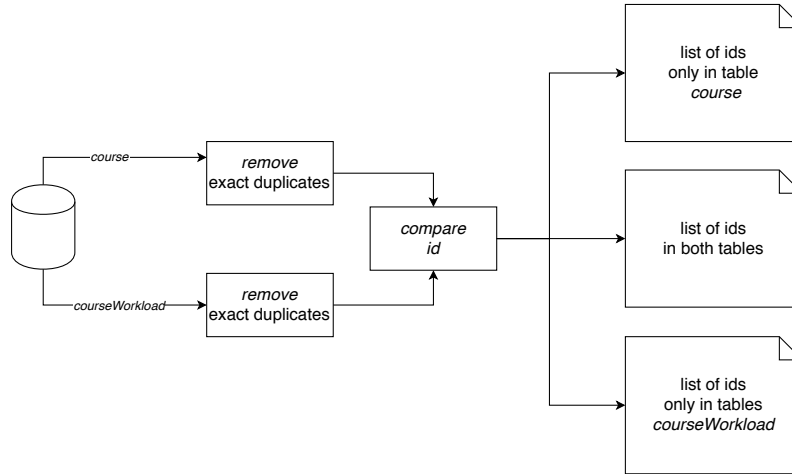 course
remove
exact duplicates
courseWorkload
remove
exact duplicates
compare
id
list of ids
only in table
course
list of ids
in both tables
list of ids
only in tables
courseWorkload